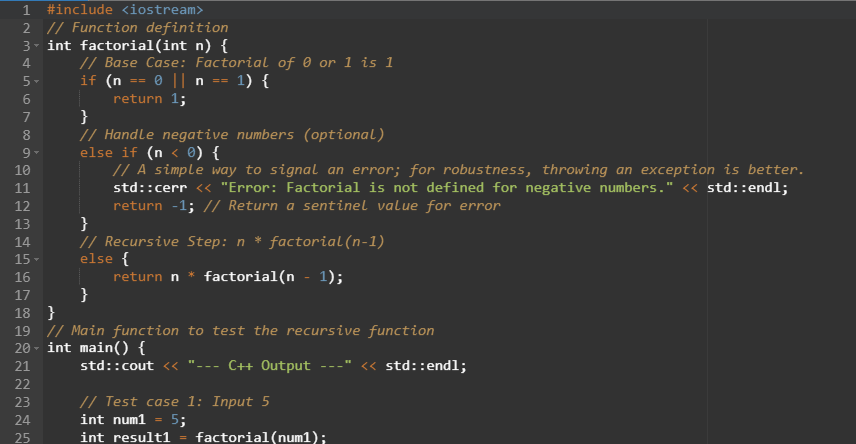 1 #include <iostream>
2 // Function definition
3 int factorial(int n) {
4     // Base Case: Factorial of 0 or 1 is 1
5     if (n == 0 || n == 1) {
6         return 1;
7     }
8     // Handle negative numbers (optional)
9     else if (n < 0) {
10         // A simple way to signal an error; for robustness, throwing an exception is better.
11         std::cerr << "Error: Factorial is not defined for negative numbers." << std::endl;
12         return -1; // Return a sentinel value for error
13     }
14     // Recursive Step: n * factorial(n-1)
15     else {
16         return n * factorial(n - 1);
17     }
18 }
19 // Main function to test the recursive function
20 int main() {
21     std::cout << "--- C++ Output ---" << std::endl;
22
23     // Test case 1: Input 5
24     int num1 = 5;
25     int result1 = factorial(num1);